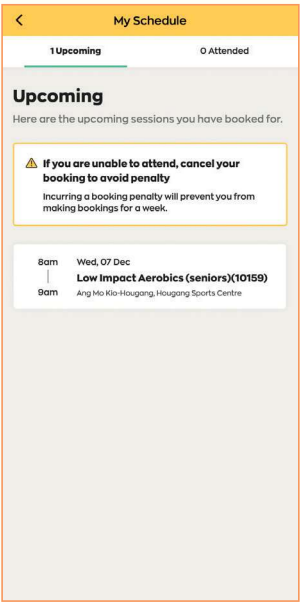 My Schedule
1 Upcoming
0 Attended
Upcoming
Here are the upcoming sessions you have booked for.
If you are unable to attend, cancel your
booking to avoid penalty
Incurring a booking penalty will prevent you from
making bookings for a week.
8am
Wed, 07 Dec
Low Impact Aerobics (seniors)(10159)
9am
Ang Mo Kio-Hougang, Hougang Sports Centre